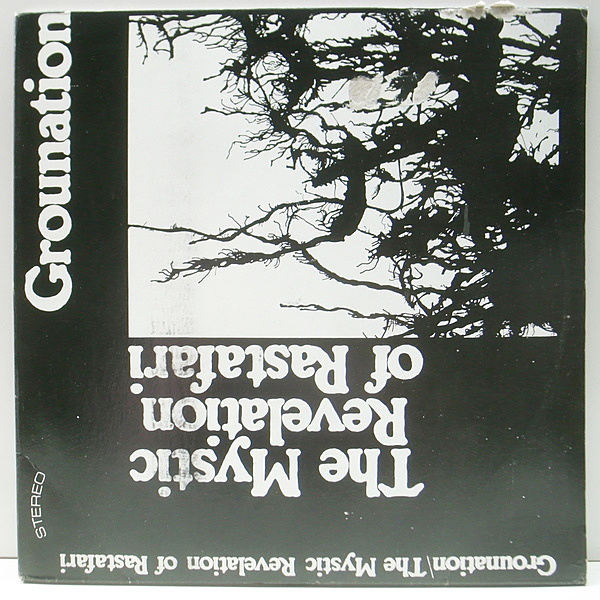 Grounation
The Mystic
Revelation
of Rastafari
STEREO
Grounation\The Mystic Revelation of Rastafari